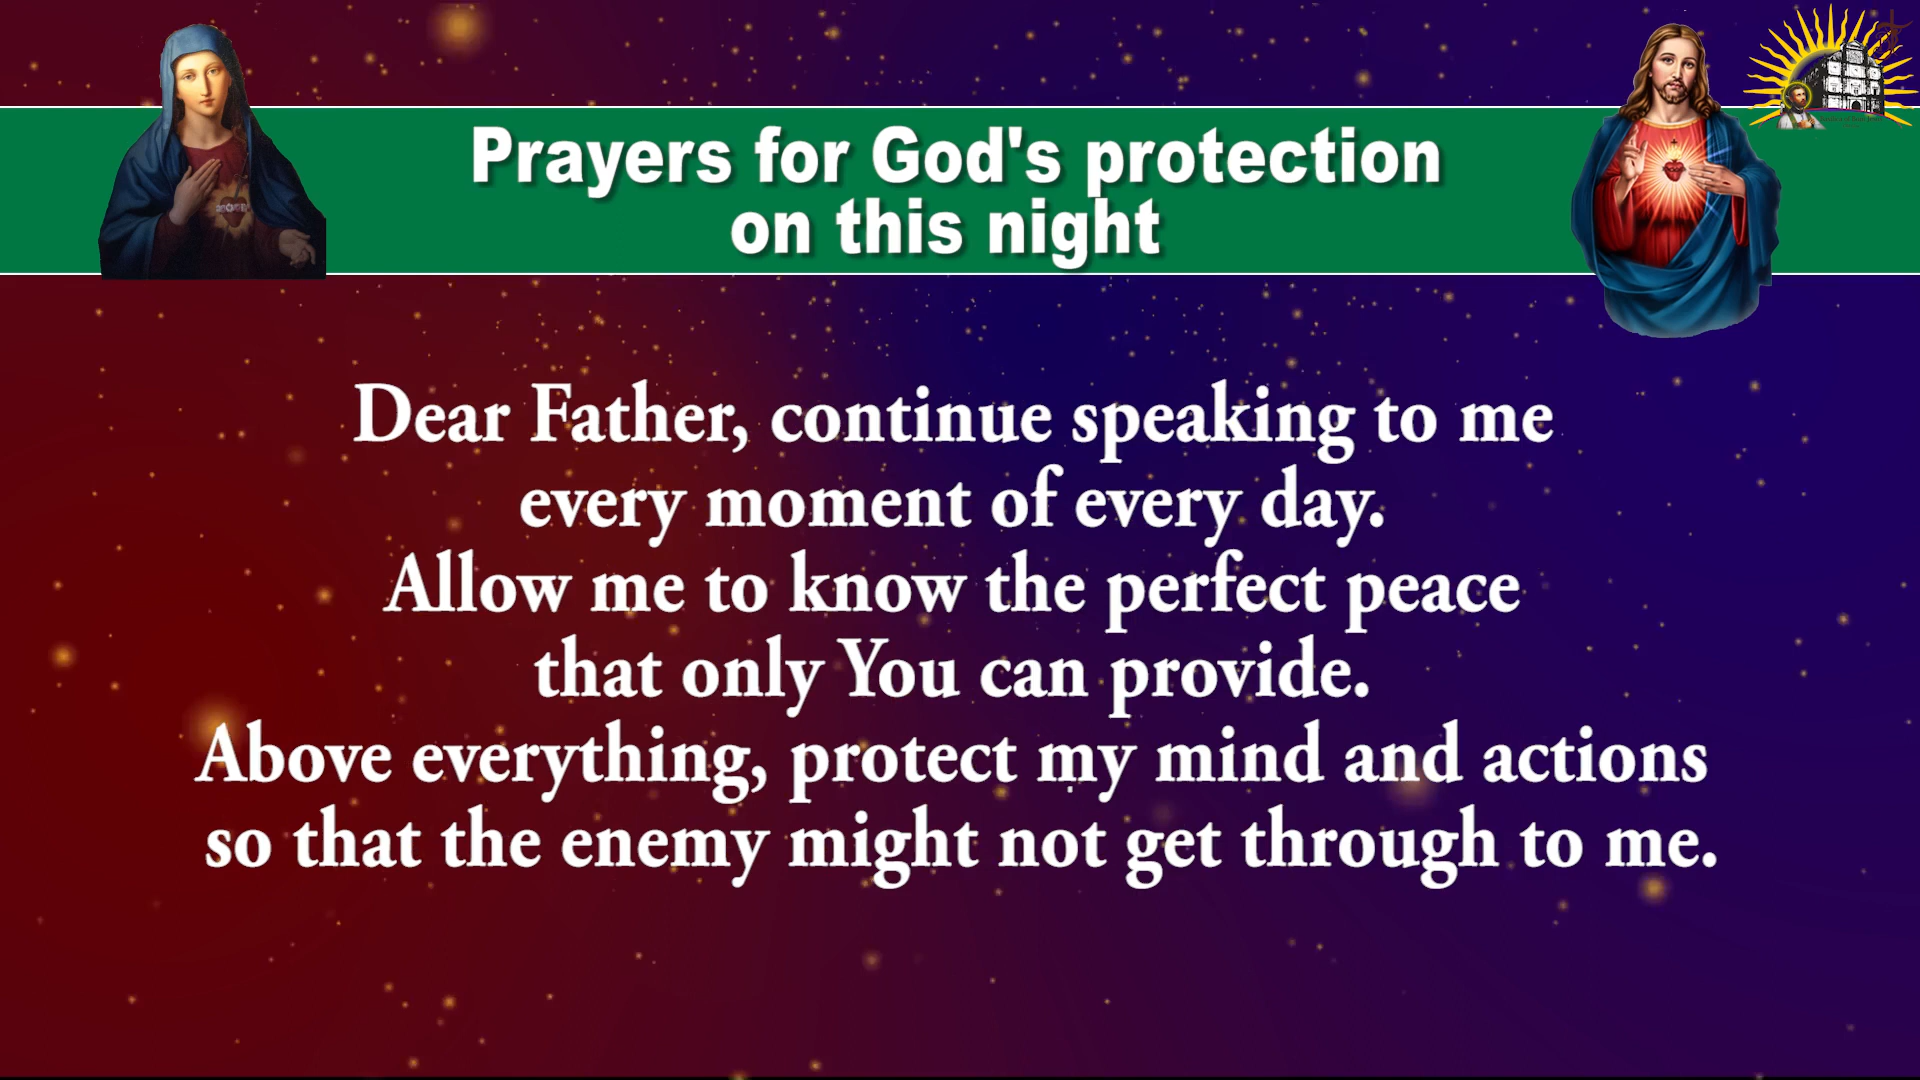 Prayers for God's protection
on this night
Dear Father, continue speaking to me
every moment of every day.
Allow me to know the perfect peace
that only You can provide.
Above everything, protect my mind and actions
so that the enemy might not get through to me.